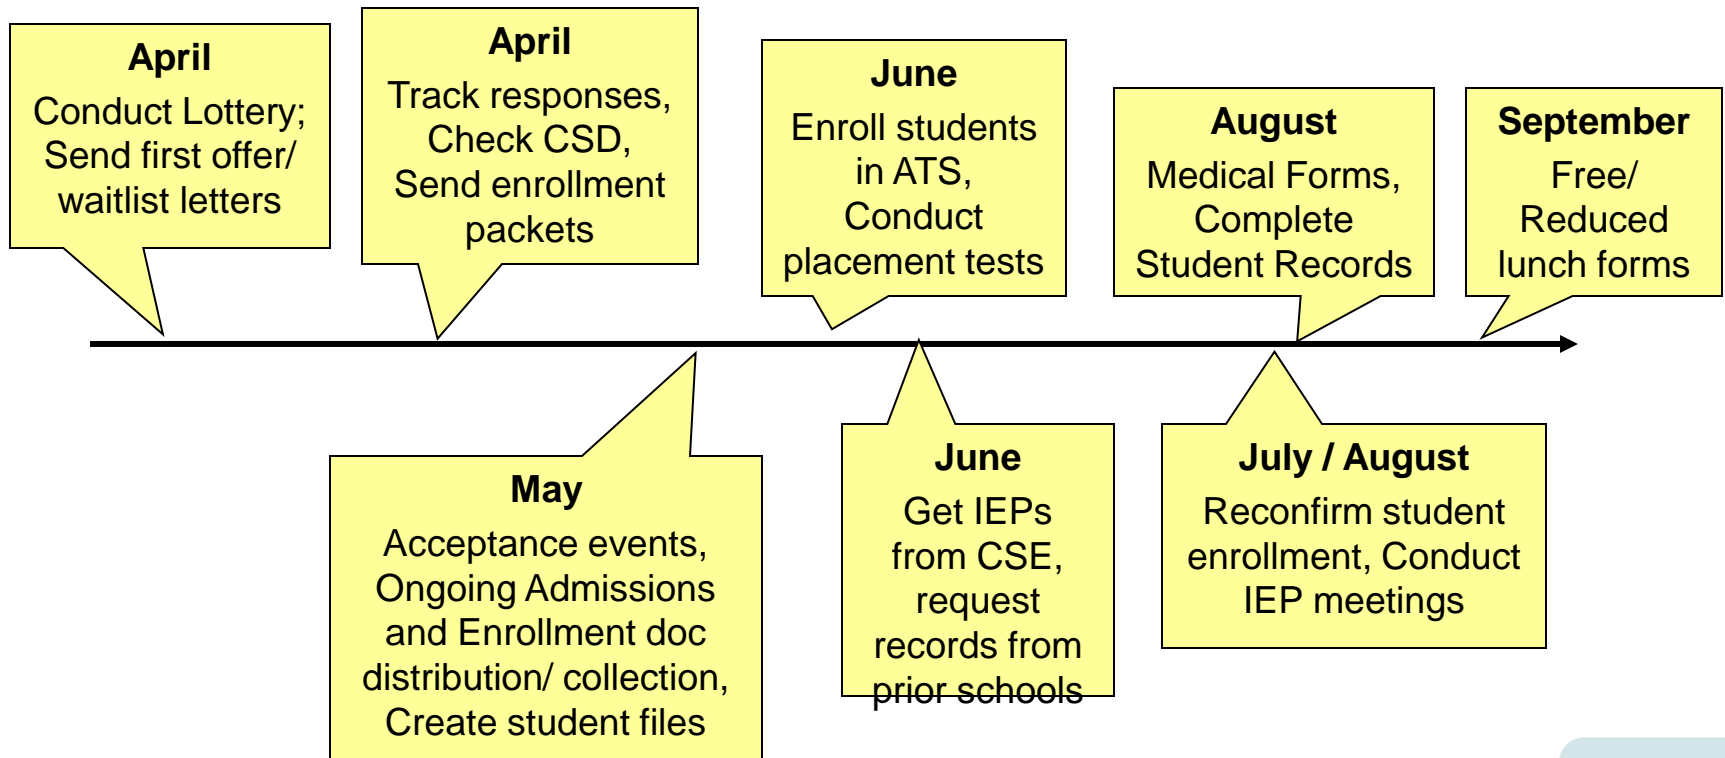 April
Conduct Lottery;
Send first offer/
waitlist letters
April
Track responses,
Check CSD,
Send enrollment
packets
June
Enroll students
in ATS,
Conduct
placement tests
August
Medical Forms,
Complete
Student Records
September
Free/
Reduced
lunch forms
May
Acceptance events,
Ongoing Admissions
and Enrollment doc
distribution/ collection,
Create student files
June
Get IEPs
from CSE,
request
records from
prior schools
July / August
Reconfirm student
enrollment, Conduct
IEP meetings